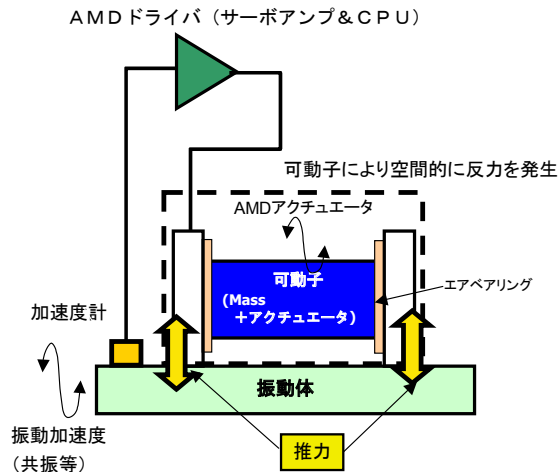 AMDドライバ(サーボアンプ&CPU)
可動子により空間的に反力を発生
AMDアクチュエータ
可動子
(Mass
+アクチュエータ)
エアベアリング
加速度計
振動体
振動加速度
(共振等)
推力